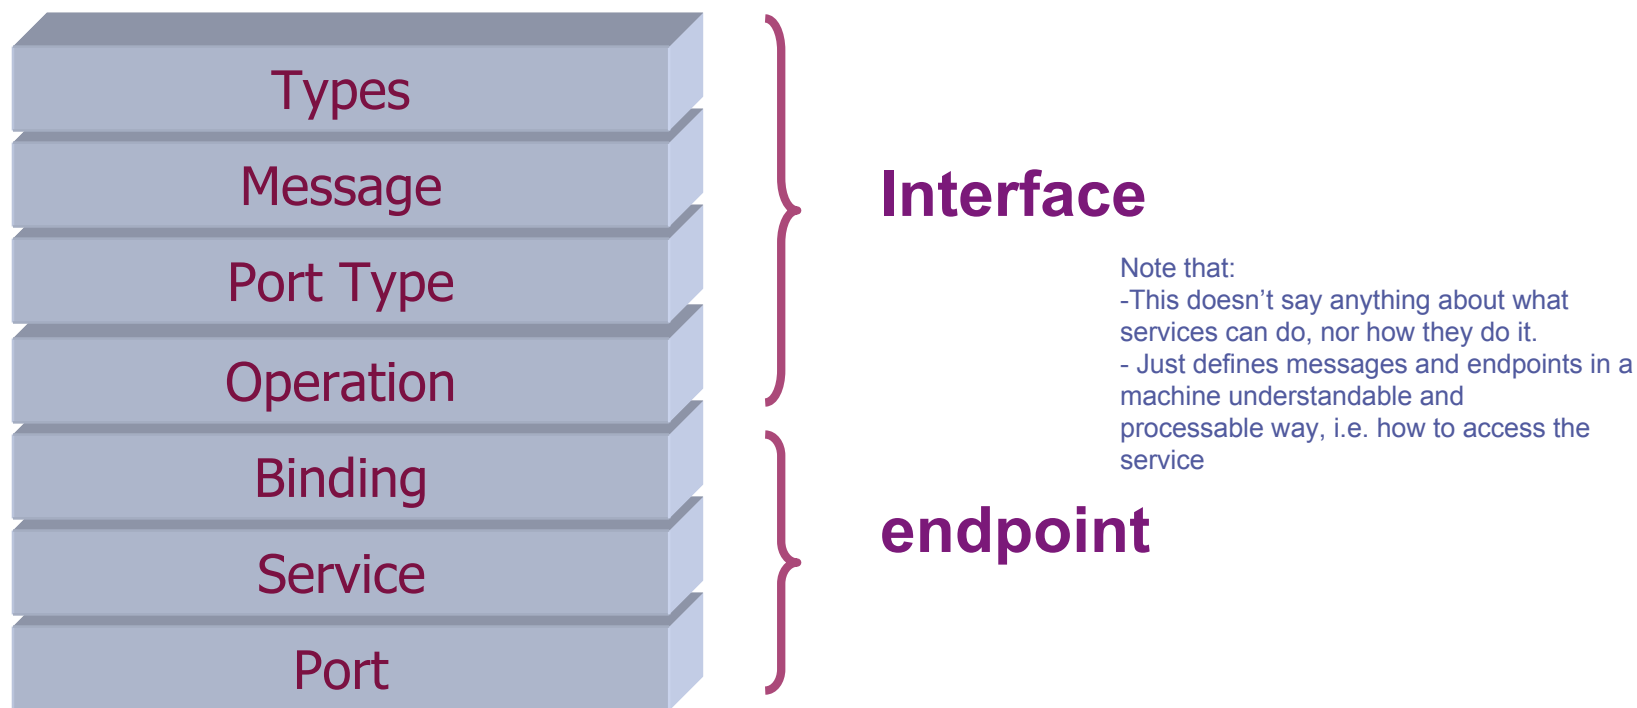 Types
Message
Port Type
Operation
Binding
Service
Port
Interface
Note that:
-This doesn’t say anything about what
services can do, nor how they do it.
- Just defines messages and endpoints in a
machine understandable and
processable way, i.e. how to access the
service
endpoint